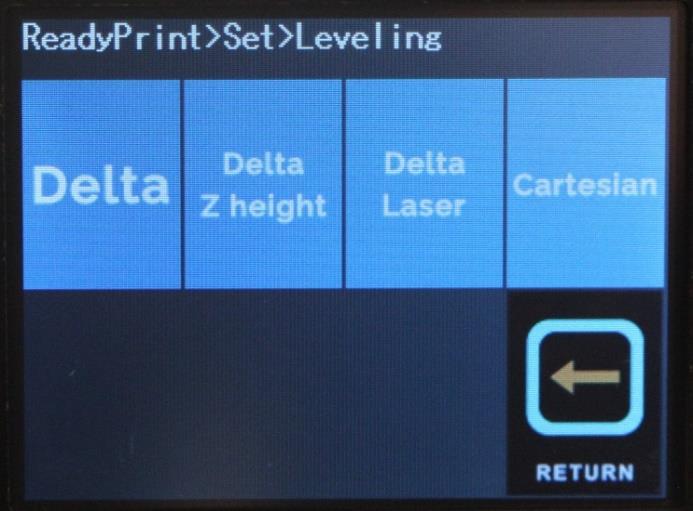 ReadyPrint>Set>Leveling
Delta
Delta
Z height
Delta
Laser
Cartesian
RETURN